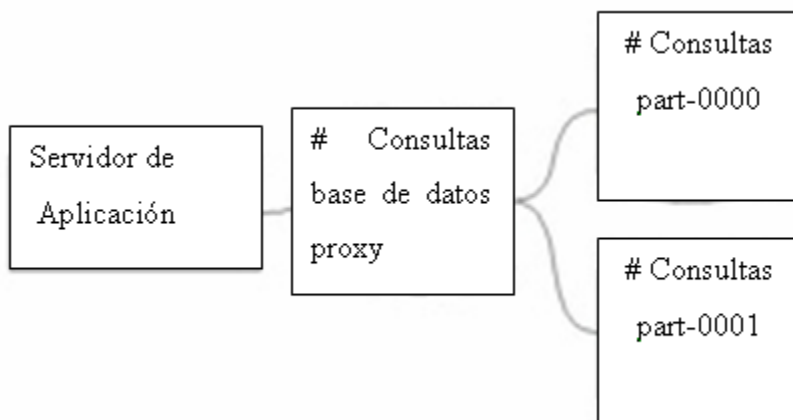 Servidor de
Aplicación
# Consultas
base de datos
proxy
# Consultas
part-0000
# Consultas
part-0001